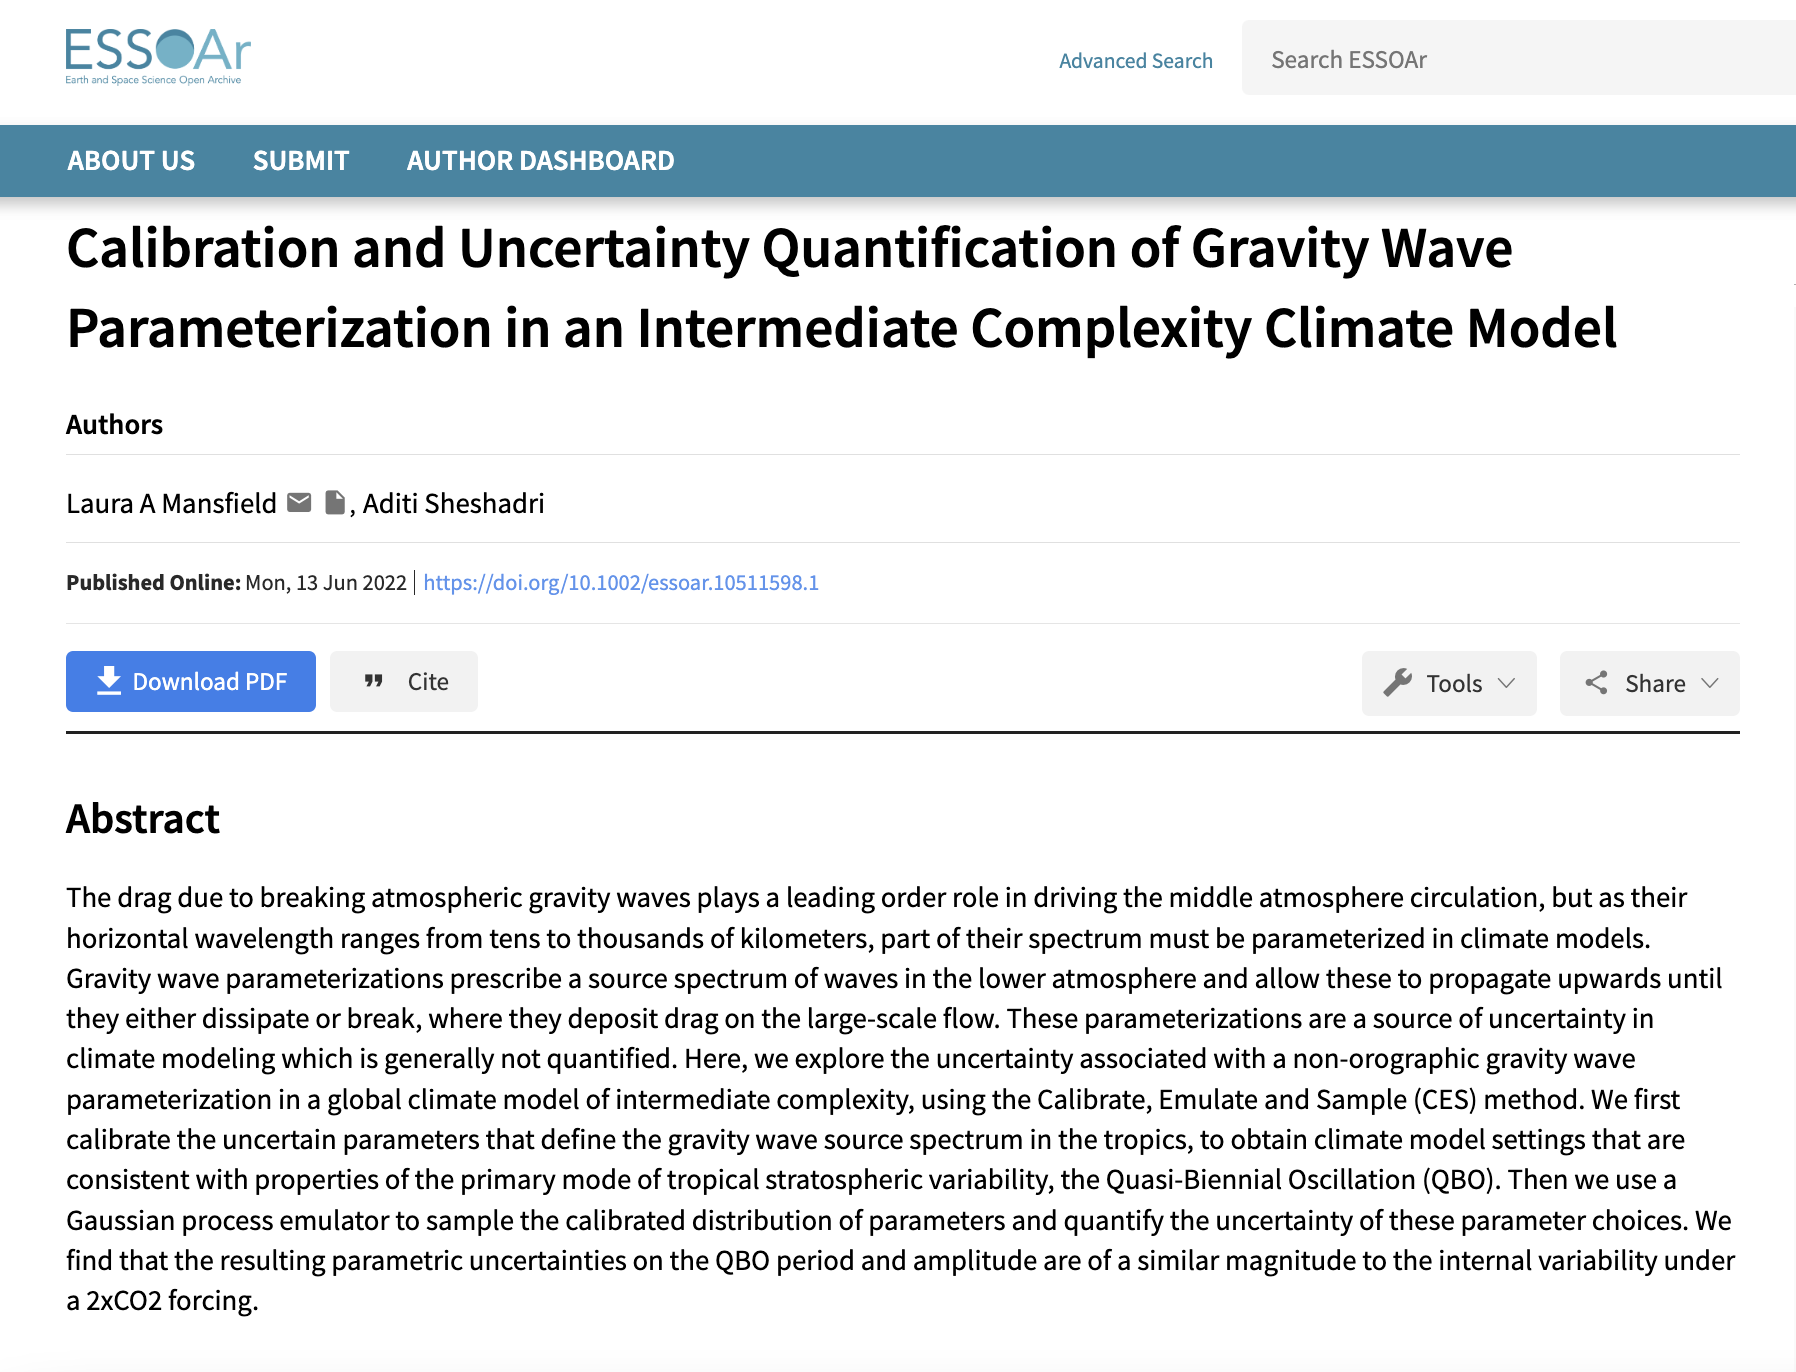 ESSOAr
Earth and Space Science Open Archive
Advanced Search
Search ESSOAr
ABOUT US
SUBMIT
AUTHOR DASHBOARD
Calibration and Uncertainty Quantification of Gravity Wave
Parameterization in an Intermediate Complexity Climate Model
Authors
Laura A Mansfield , Aditi Sheshadri
Published Online: Mon, 13 Jun 2022 | https://doi.org/10.1002/essoar.10511598.1
Download PDF
" Cite
Tools
Share
Abstract
The drag due to breaking atmospheric gravity waves plays a leading order role in driving the middle atmosphere circulation, but as their
horizontal wavelength ranges from tens to thousands of kilometers, part of their spectrum must be parameterized in climate models.
Gravity wave parameterizations prescribe a source spectrum of waves in the lower atmosphere and allow these to propagate upwards until
they either dissipate or break, where they deposit drag on the large-scale flow. These parameterizations are a source of uncertainty in
climate modeling which is generally not quantified. Here, we explore the uncertainty associated with a non-orographic gravity wave
parameterization in a global climate model of intermediate complexity, using the Calibrate, Emulate and Sample (CES) method. We first
calibrate the uncertain parameters that define the gravity wave source spectrum in the tropics, to obtain climate model settings that are
consistent with properties of the primary mode of tropical stratospheric variability, the Quasi-Biennial Oscillation (QBO). Then we use a
Gaussian process emulator to sample the calibrated distribution of parameters and quantify the uncertainty of these parameter choices. We
find that the resulting parametric uncertainties on the QBO period and amplitude are of a similar magnitude to the internal variability under
a 2xCO2 forcing.